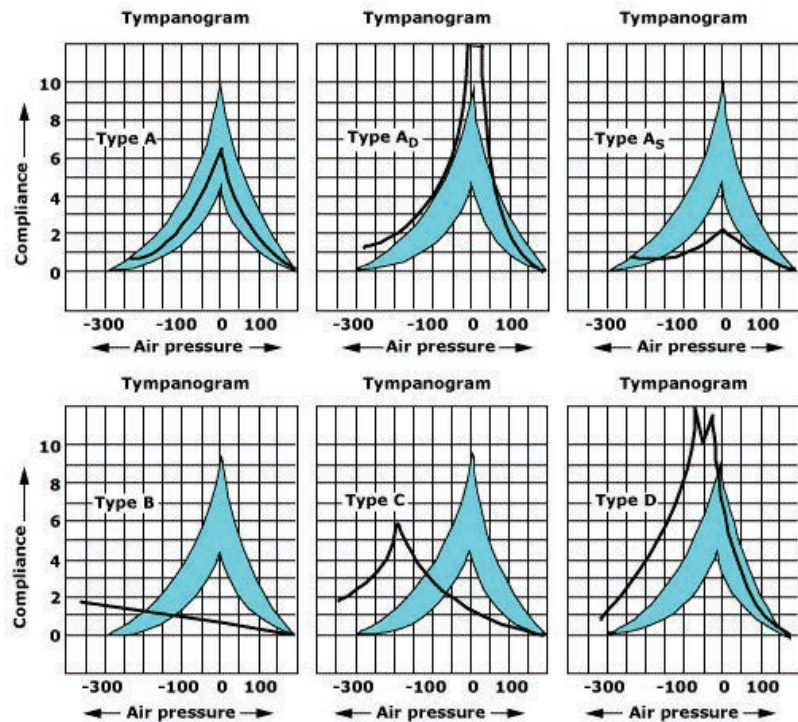 Tympanogram Tympanogram Tympanogram
10
8
Type A Type A_D Type A_S
6
Compliance
4
2
0
-300 -100 0 100 -300 -100 0 100 -300 -100 0 100
Air pressure Air pressure Air pressure
Tympanogram Tympanogram Tympanogram
10
8
Type B Type C Type D
6
Compliance
4
2
0
-300 -100 0 100 -300 -100 0 100 -300 -100 0 100
Air pressure Air pressure Air pressure